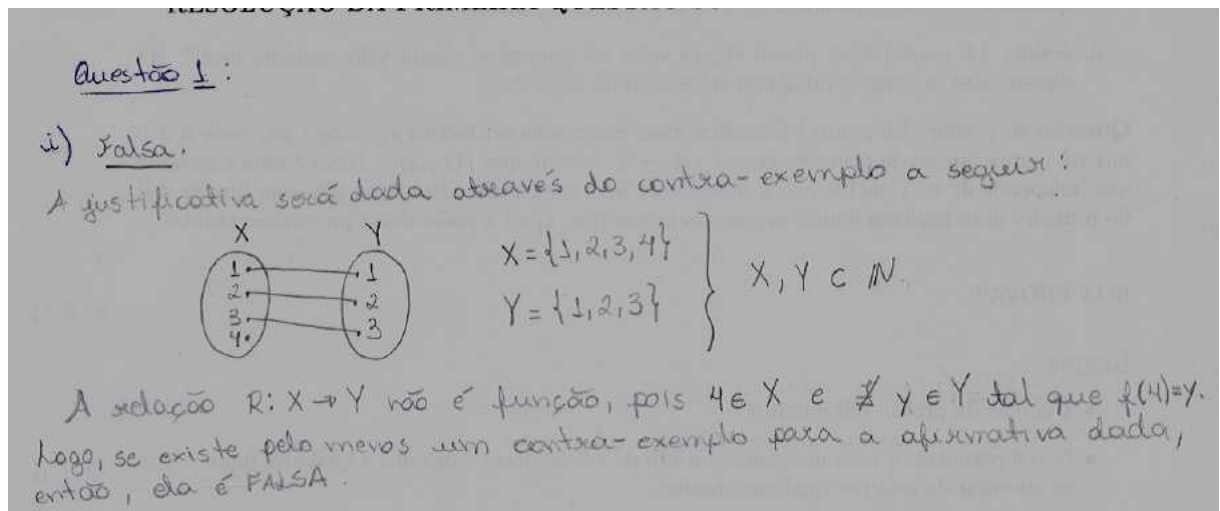 Questão 1.
i) Falsa.
A justificativa será dada através do contra-exemplo a seguir:
X Y
1 1
2 2
3 3
4
X = {1,2,3,4}
Y = {1,2,3}
X, Y ⊂ ℕ.
A relação R: X → Y não é função, pois 4 ∈ X e ∄ y ∈ Y tal que f(4)=y.
Logo, se existe pelo menos um contra-exemplo para a afirmativa dada,
então, ela é FALSA.